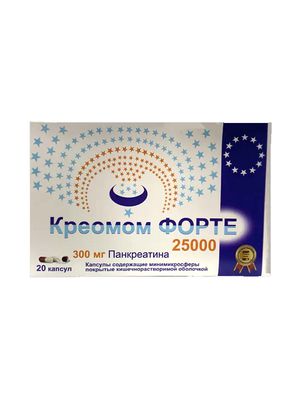 Креомом ФОРТЕ
25000
300 мг Панкреатина
20 капсул
Капсулы содержащие минимикросферы
покрытые кишечнорастворимой оболочкой